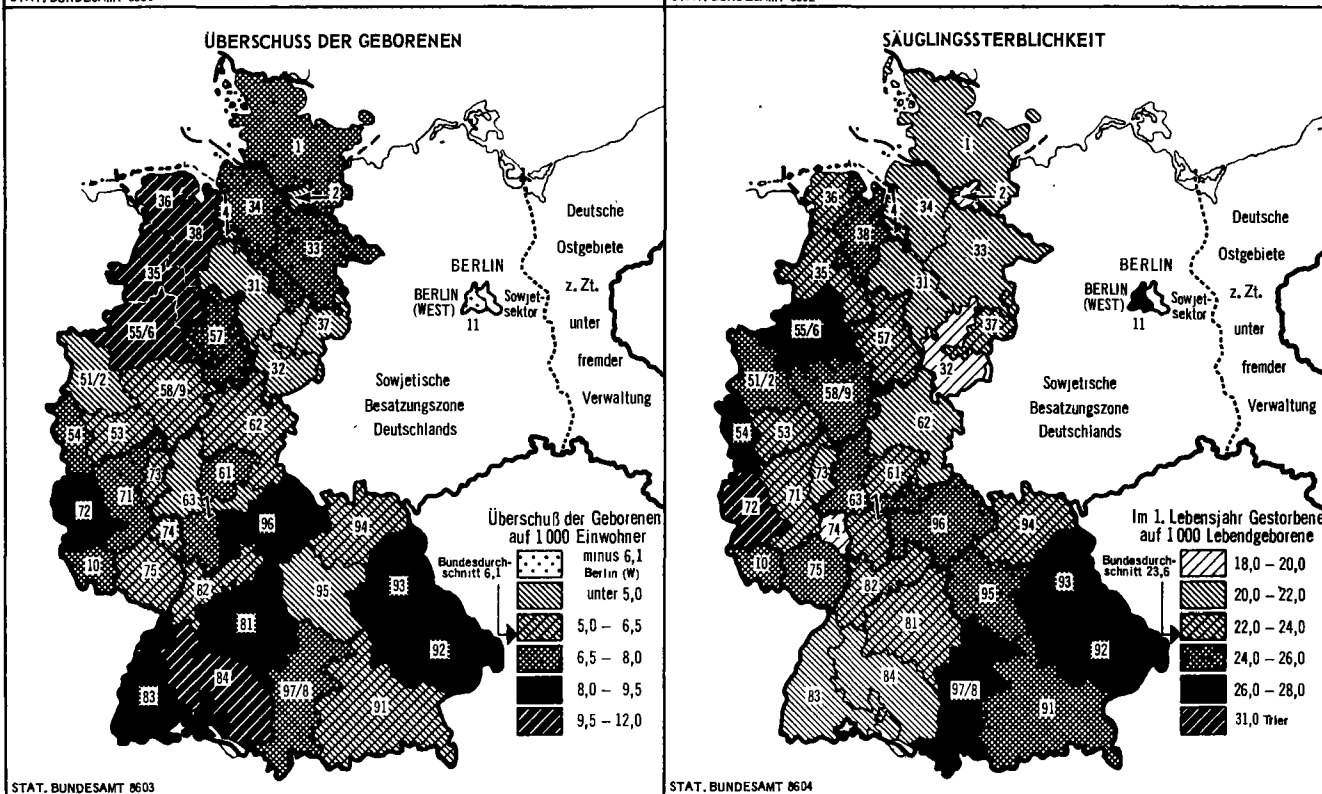 ÜBERSCHUSS DER GEBORENEN
1
2
36
4
34
38
33
35
31
37
55/6
57
32
51/2
58/9
54
53
62
73
61
71
63
72
96
74
94
10
75
82
95
93
81
92
84
97/8
83
91
BERLIN
BERLIN
(WEST)
Sowjet-
sektor
11
Deutsche
Ostgebiete
z. Zt.
unter
fremder
Verwaltung
Sowjetische
Besatzungszone
Deutschlands
Überschuß der Geborenen
auf 1000 Einwohner
Bundesdurch-
schnitt 6,1
minus 6,1
Berlin (W)
unter 5,0
5,0 – 6,5
6,5 – 8,0
8,0 – 9,5
9,5 – 12,0
STAT. BUNDESAMT 8603
SÄUGLINGSSTERBLICHKEIT
1
2
36
4
34
38
33
35
31
37
55/6
57
32
51/2
58/9
54
53
62
73
61
71
63
72
96
74
94
10
75
82
95
93
81
92
84
97/8
83
91
BERLIN
BERLIN
(WEST)
Sowjet-
sektor
11
Deutsche
Ostgebiete
z. Zt.
unter
fremder
Verwaltung
Sowjetische
Besatzungszone
Deutschlands
Im 1. Lebensjahr Gestorbene
auf 1000 Lebendgeborene
Bundesdurch-
schnitt 23,6
18,0 – 20,0
20,0 – 22,0
22,0 – 24,0
24,0 – 26,0
26,0 – 28,0
31,0 Trier
STAT. BUNDESAMT 8604